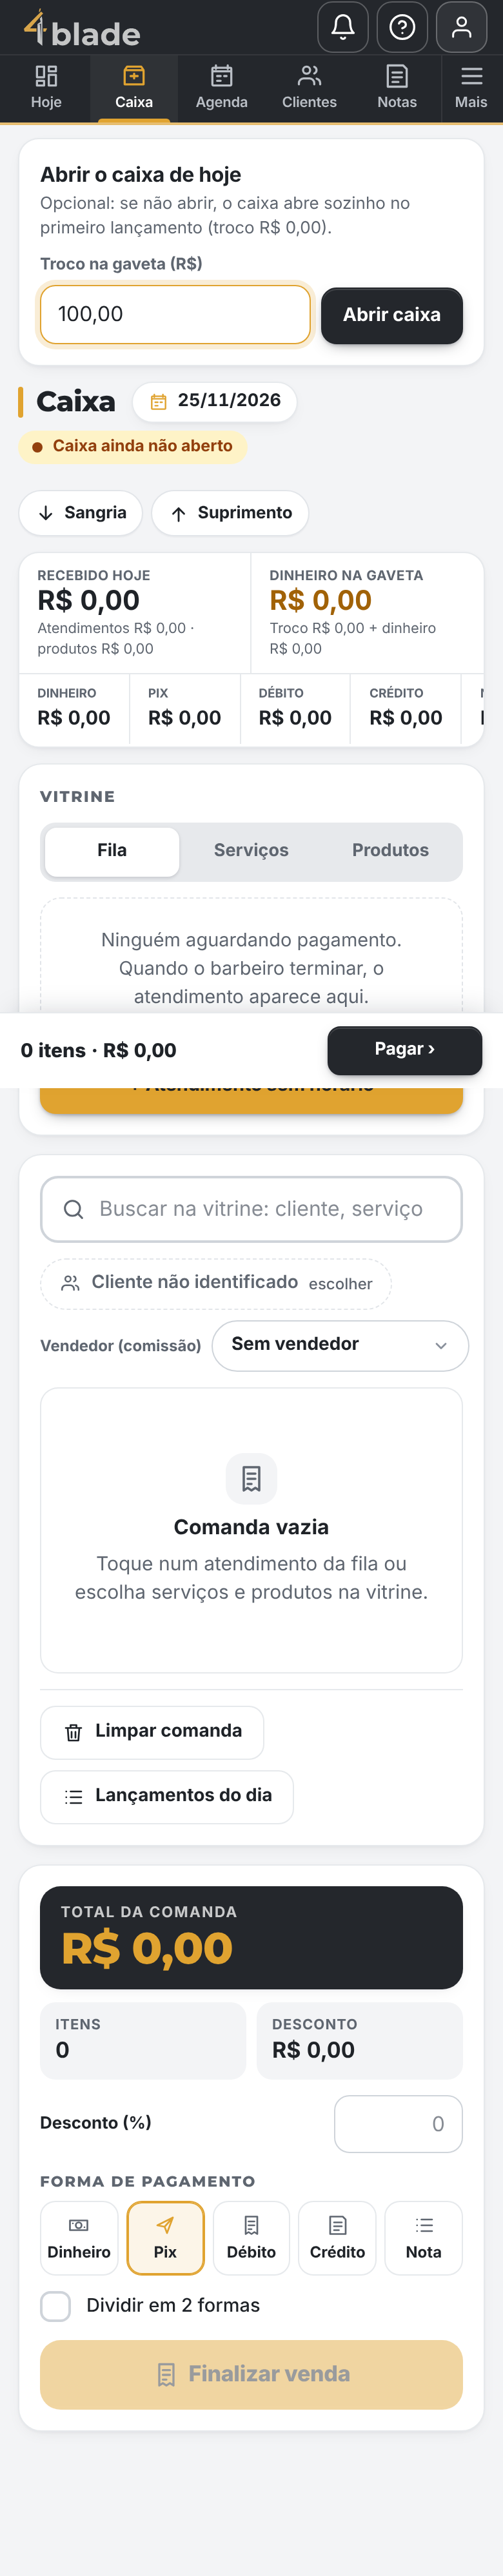 4blade
Hoje
Caixa
Agenda
Clientes
Notas
Mais
Abrir o caixa de hoje
Opcional: se não abrir, o caixa abre sozinho no
primeiro lançamento (troco R$ 0,00).
Troco na gaveta (R$)
100,00
Abrir caixa
Caixa
25/11/2026
Caixa ainda não aberto
Sangria
Suprimento
RECEBIDO HOJE
R$ 0,00
Atendimentos R$ 0,00 ·
produtos R$ 0,00
DINHEIRO NA GAVETA
R$ 0,00
Troco R$ 0,00 + dinheiro
R$ 0,00
DINHEIRO
R$ 0,00
PIX
R$ 0,00
DÉBITO
R$ 0,00
CRÉDITO
R$ 0,00
VITRINE
Fila
Serviços
Produtos
Ninguém aguardando pagamento.
Quando o barbeiro terminar, o
atendimento aparece aqui.
0 itens · R$ 0,00
Pagar ›
Buscar na vitrine: cliente, serviço
Cliente não identificado escolher
Vendedor (comissão)
Sem vendedor
Comanda vazia
Toque num atendimento da fila ou
escolha serviços e produtos na vitrine.
Limpar comanda
Lançamentos do dia
TOTAL DA COMANDA
R$ 0,00
ITENS
0
DESCONTO
R$ 0,00
Desconto (%)
0
FORMA DE PAGAMENTO
Dinheiro
Pix
Débito
Crédito
Nota
Dividir em 2 formas
Finalizar venda